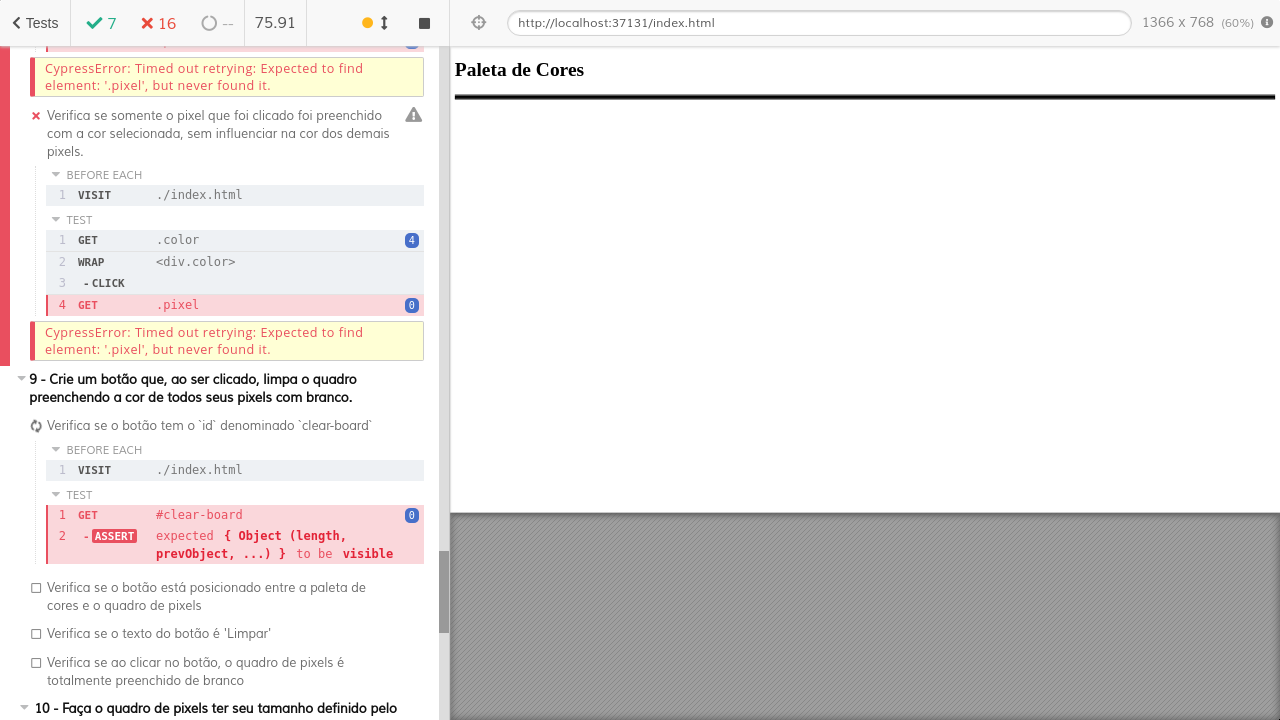 Tests 7 16 -- 75.91 http://localhost:37131/index.html 1366 x 768 (60%)
CypressError: Timed out retrying: Expected to find
element: '.pixel', but never found it.
Verifica se somente o pixel que foi clicado foi preenchido
com a cor selecionada, sem influenciar na cor dos demais
pixels.
BEFORE EACH
1 VISIT ./index.html
TEST
1 GET .color 4
2 WRAP <div.color>
3 -CLICK
4 GET .pixel 0
CypressError: Timed out retrying: Expected to find
element: '.pixel', but never found it.
9 - Crie um botão que, ao ser clicado, limpa o quadro
preenchendo a cor de todos seus pixels com branco.
Verifica se o botão tem o `id` denominado `clear-board`
BEFORE EACH
1 VISIT ./index.html
TEST
1 GET #clear-board 0
2 -ASSERT expected { Object (length,
prevObject, ...) } to be visible
Verifica se o botão está posicionado entre a paleta de
cores e o quadro de pixels
Verifica se o texto do botão é 'Limpar'
Verifica se ao clicar no botão, o quadro de pixels é
totalmente preenchido de branco
10 - Faça o quadro de pixels ter seu tamanho definido pelo
Paleta de Cores